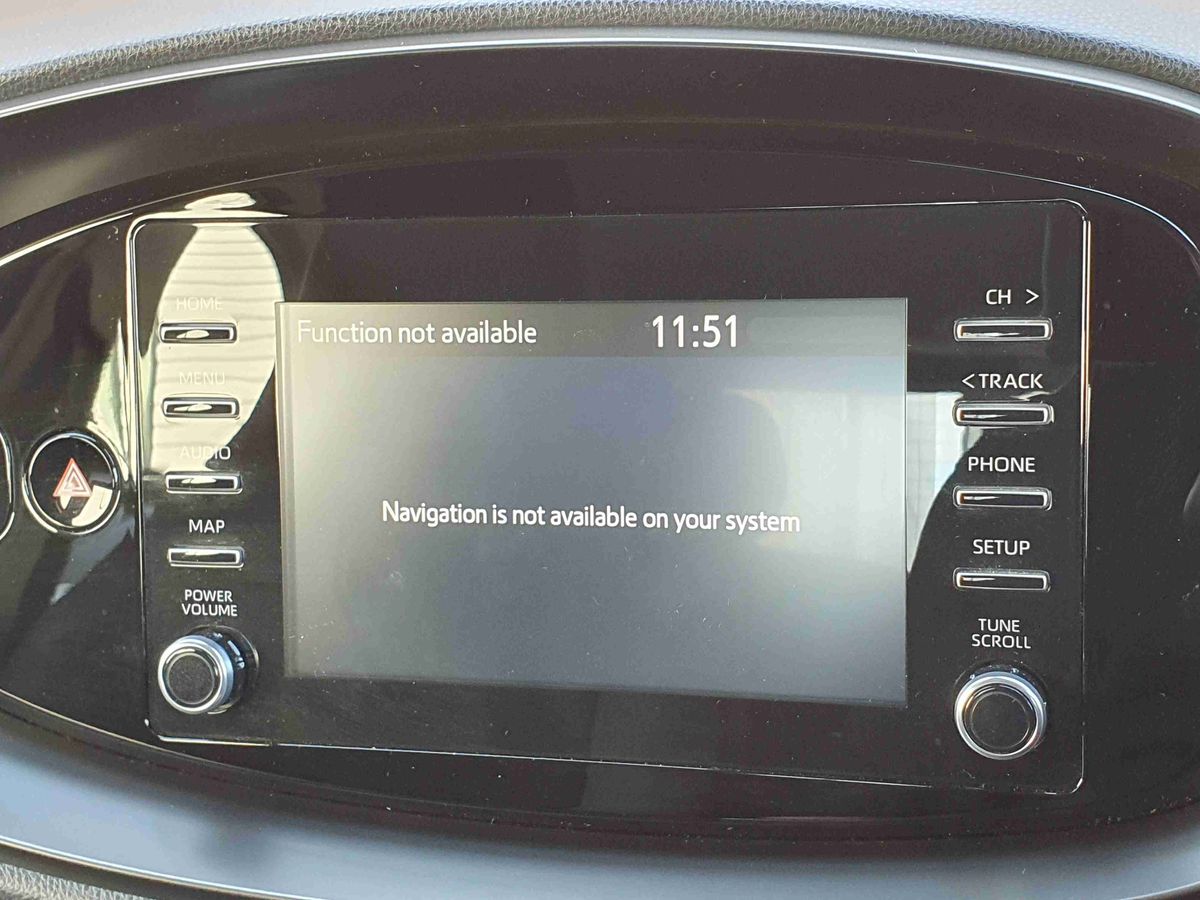 HOME
MENU
AUDIO
MAP
POWER
VOLUME
Function not available
11:51
Navigation is not available on your system
CH >
<TRACK
PHONE
SETUP
TUNE
SCROLL